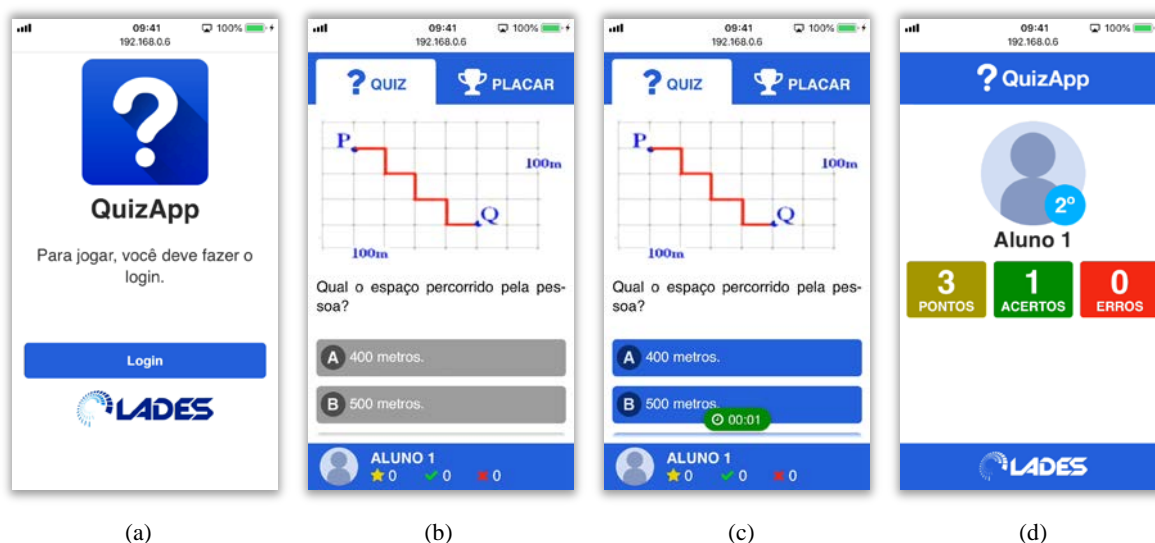 09:41
100%
192.168.0.6
?
QuizApp
Para jogar, você deve fazer o
login.
Login
LADES
(a)
09:41
100%
192.168.0.6
? QUIZ
PLACAR
P
100m
Q
100m
Qual o espaço percorrido pela pes-
soa?
A 400 metros.
B 500 metros.
ALUNO 1
0 0 0
(b)
09:41
100%
192.168.0.6
? QUIZ
PLACAR
P
100m
Q
100m
Qual o espaço percorrido pela pes-
soa?
A 400 metros.
B 500 metros.
00:01
ALUNO 1
0 0 0
(c)
09:41
100%
192.168.0.6
? QuizApp
2º
Aluno 1
3 1 0
PONTOS ACERTOS ERROS
LADES
(d)